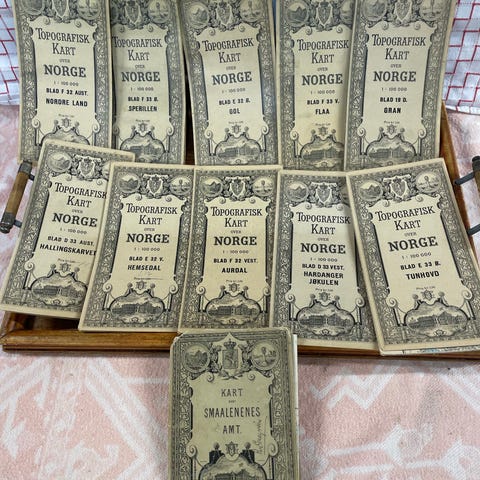 TOPOGRAFISK
KART
OVER
NORGE
1 : 100 000
BLAD F 32 AUST.
NORDRE LAND
TOPOGRAFISK
KART
OVER
NORGE
1 : 100 000
BLAD F 33 B.
SPERILLEN
TOPOGRAFISK
KART
OVER
NORGE
1 : 100 000
BLAD E 32 B.
GOL
TOPOGRAFISK
KART
OVER
NORGE
1 : 100 000
BLAD F 33 V.
FLAA
TOPOGRAFISK
KART
OVER
NORGE
1 : 100 000
BLAD 19 D.
GRAN
TOPOGRAFISK
KART
OVER
NORGE
1 : 100 000
BLAD D 33 AUST.
HALLINGSKARVET
TOPOGRAFISK
KART
OVER
NORGE
1 : 100 000
BLAD E 32 V.
HEMSEDAL
TOPOGRAFISK
KART
OVER
NORGE
1 : 100 000
BLAD F 32 VEST.
AURDAL
TOPOGRAFISK
KART
OVER
NORGE
1 : 100 000
BLAD D 33 VEST.
HARDANGER
JØKULEN
TOPOGRAFISK
KART
OVER
NORGE
1 : 100 000
BLAD E 33 B.
TUNHOVD
KART
SMAALENENES
AMT.